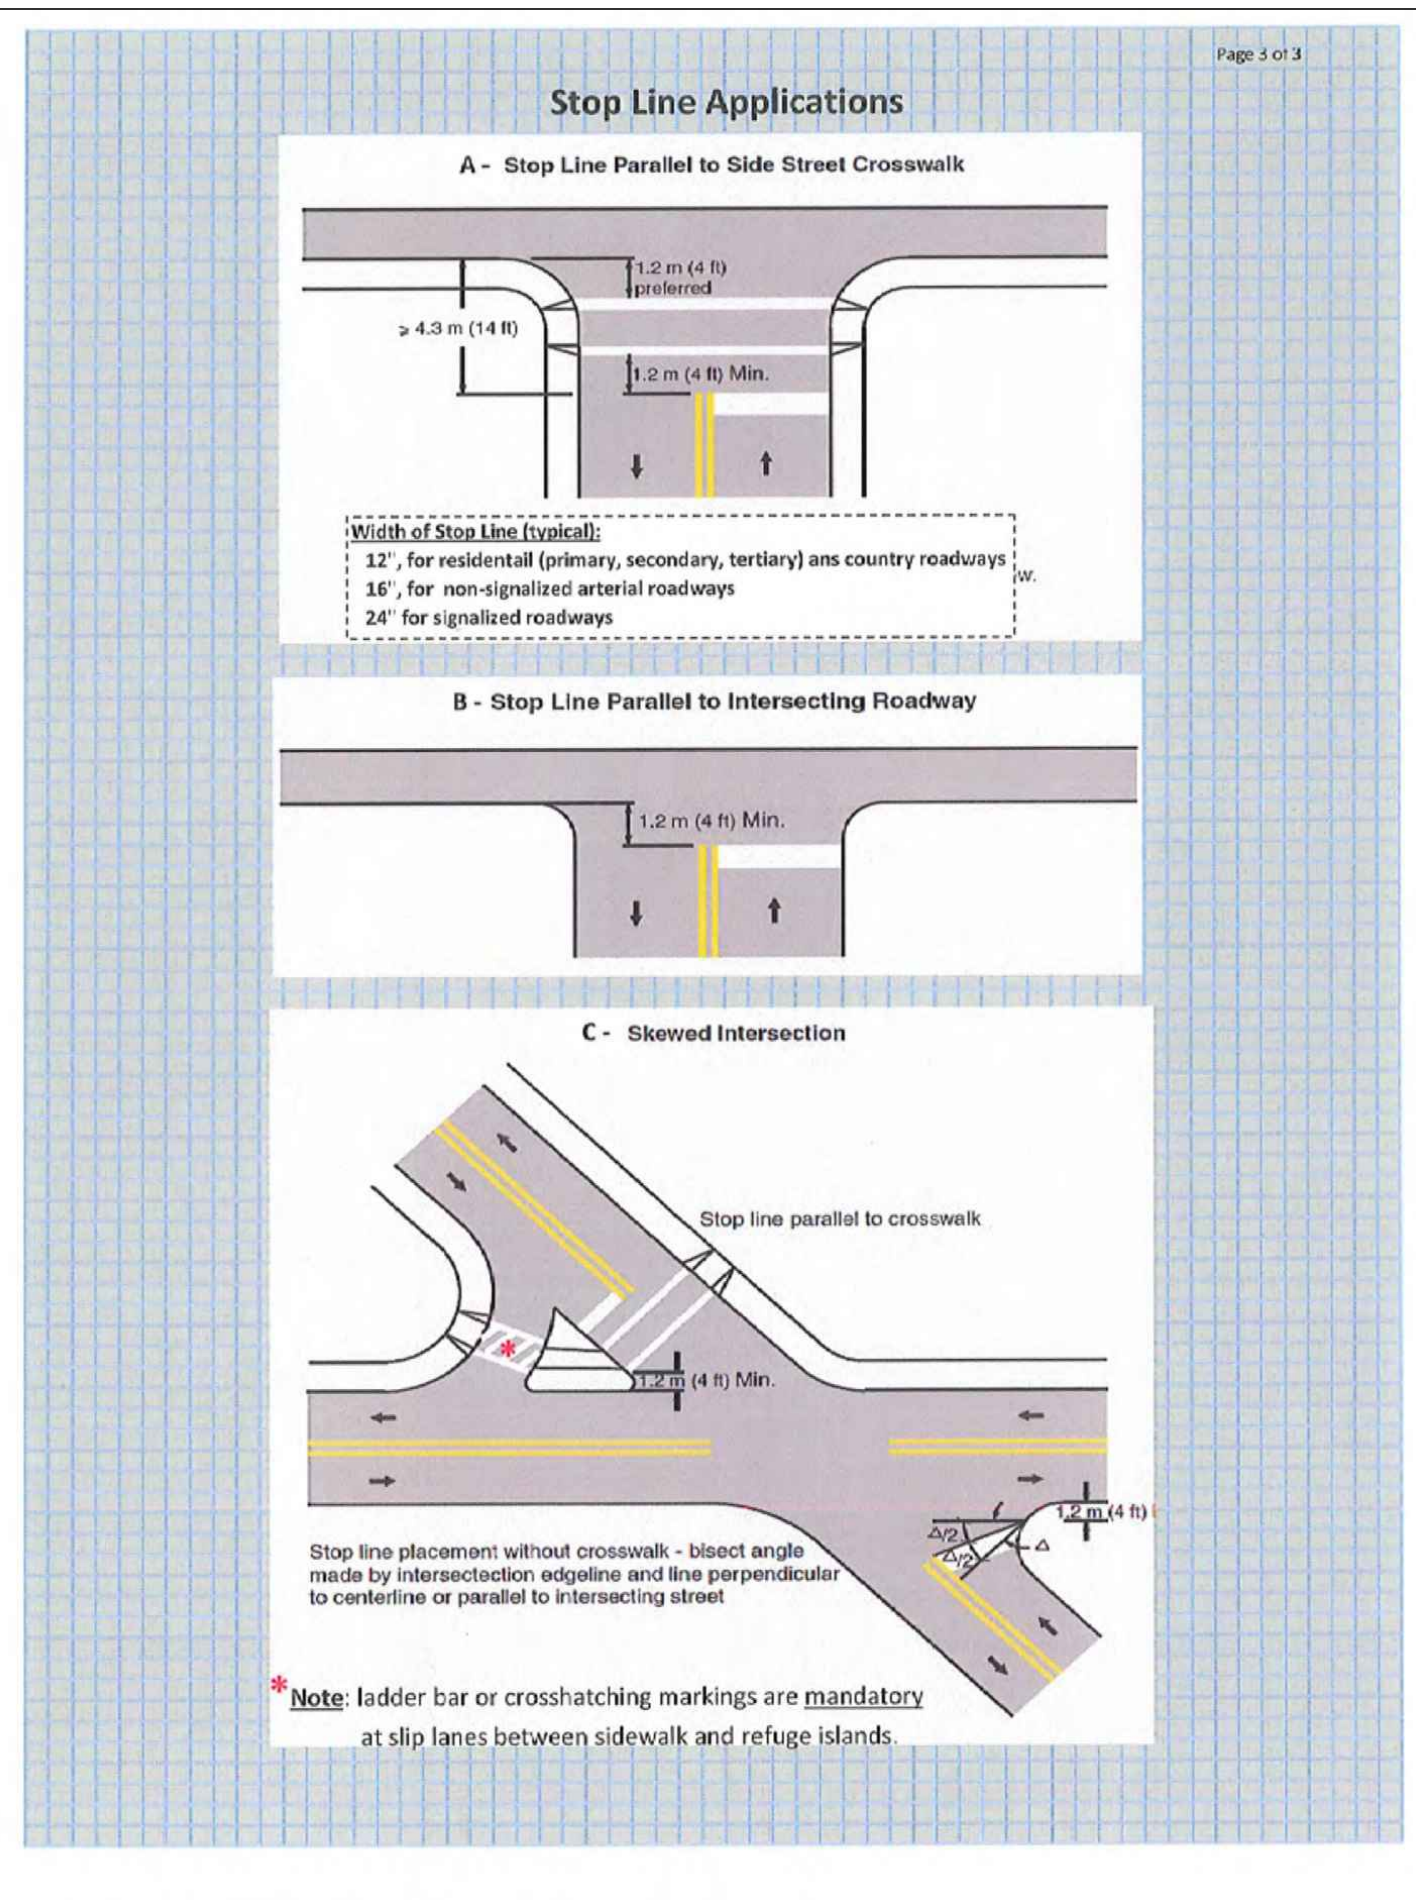 Page 3 of 3
Stop Line Applications
A - Stop Line Parallel to Side Street Crosswalk
1.2 m (4 ft)
preferred
⩾ 4.3 m (14 ft)
1.2 m (4 ft) Min.
Width of Stop Line (typical):
12", for residentail (primary, secondary, tertiary) ans country roadways
w.
16", for non-signalized arterial roadways
24" for signalized roadways
B - Stop Line Parallel to Intersecting Roadway
1.2 m (4 ft) Min.
C - Skewed Intersection
Stop line parallel to crosswalk
*
1.2 m (4 ft) Min.
1.2 m (4 ft)
Δ/2
Δ
Δ/2
Stop line placement without crosswalk - bisect angle
made by intersectection edgeline and line perpendicular
to centerline or parallel to intersecting street
*Note: ladder bar or crosshatching markings are mandatory
at slip lanes between sidewalk and refuge islands.